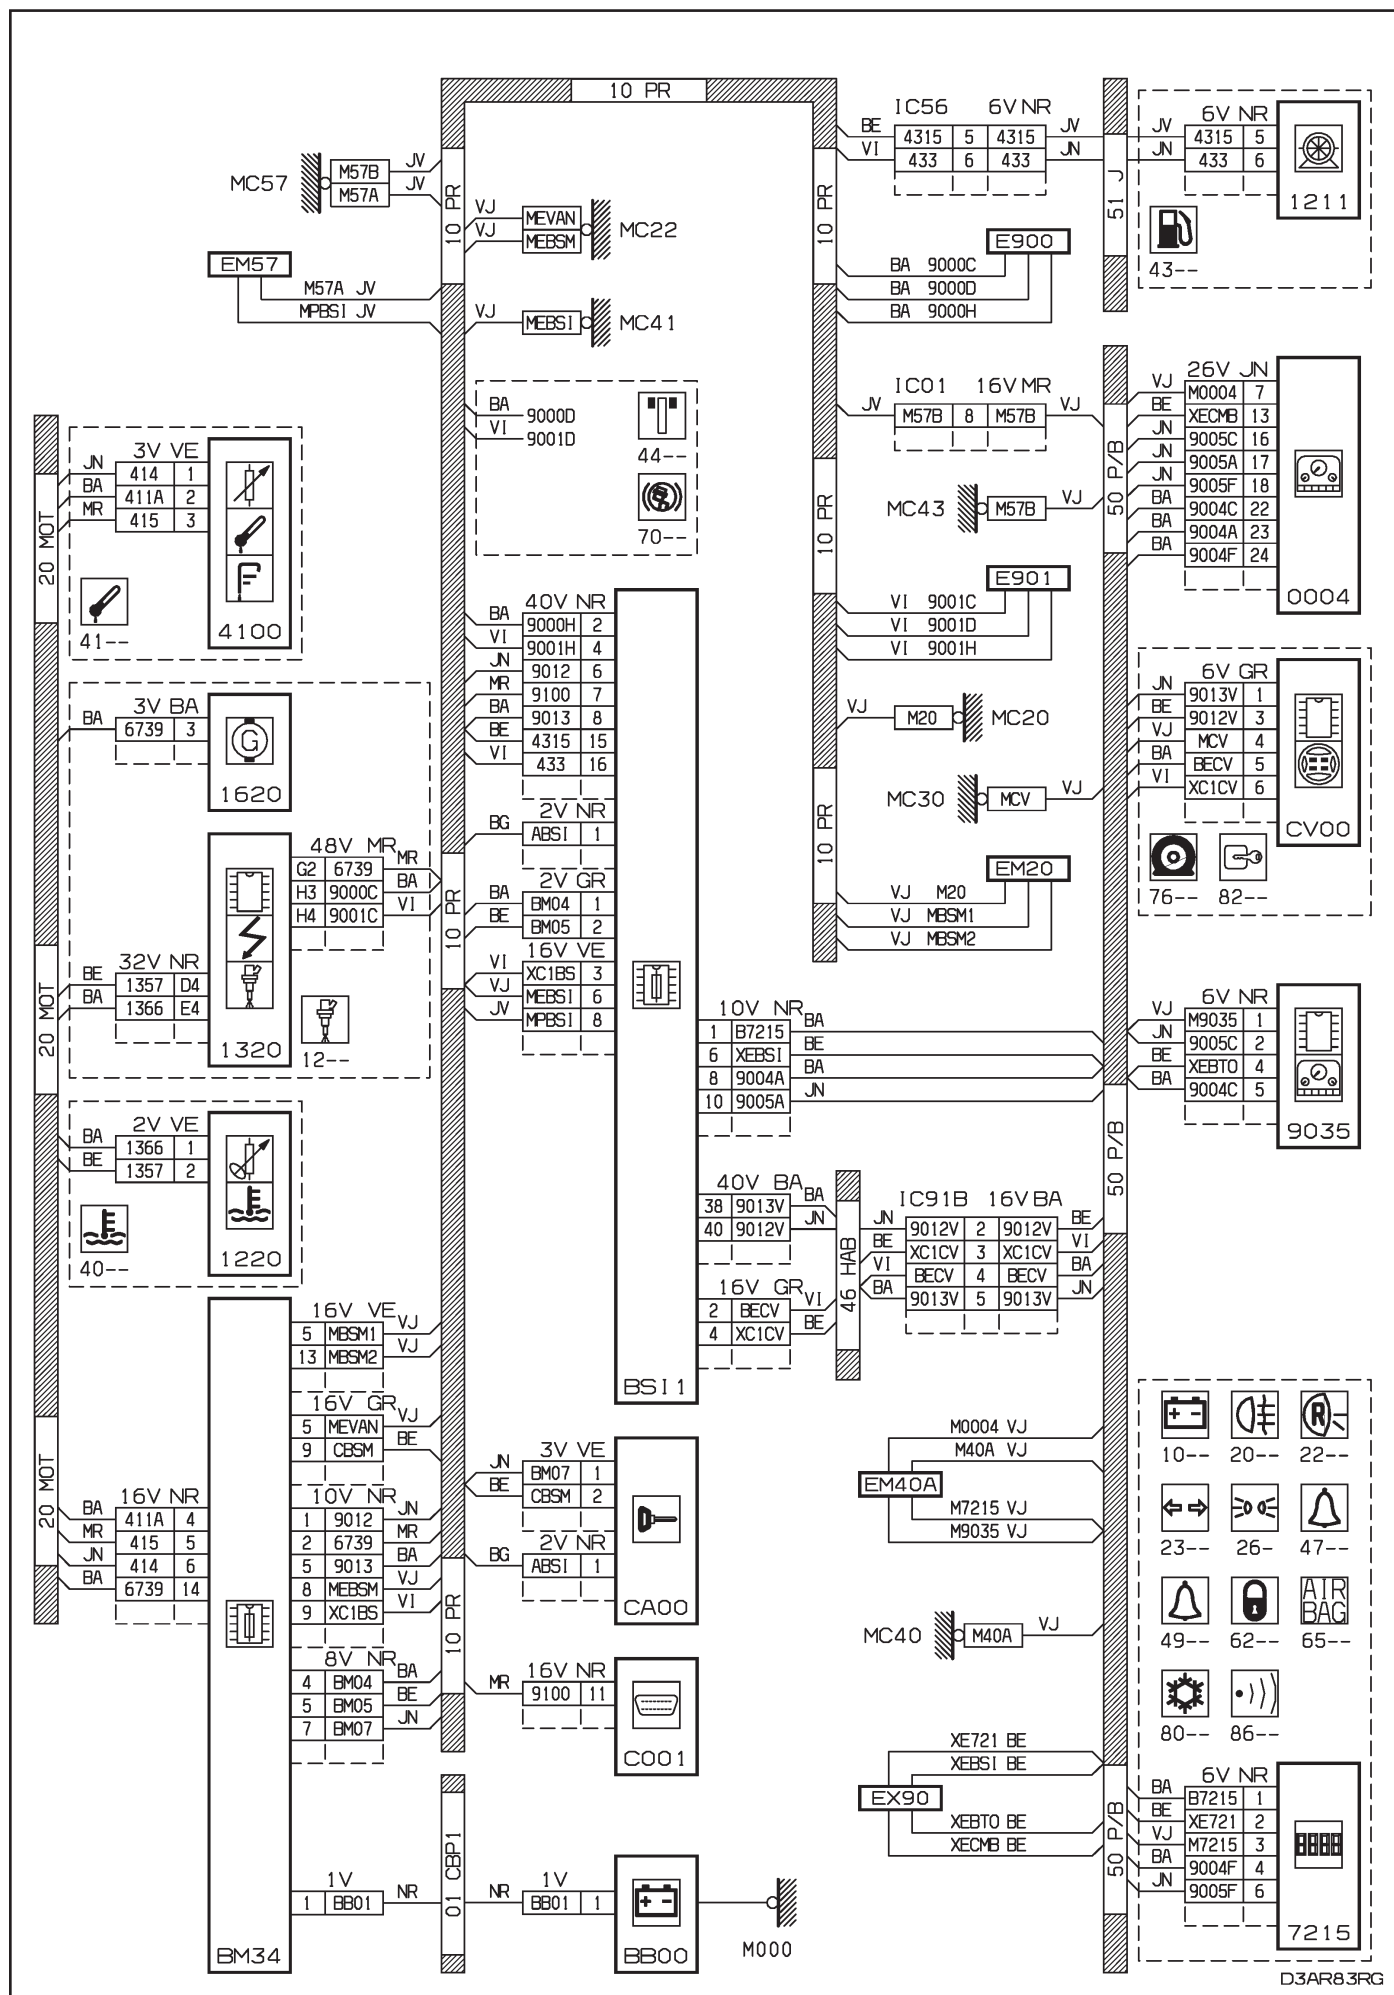 10 PR
MC57
M57B JV
M57A JV
10 PR
VJ MEVAN
VJ MEBSM
MC22
EM57
M57A JV
MPBSI JV
VJ MEBSI
MC41
BA 9000D
VI 9001D
44--
70--
10 PR
IC56 6V NR
BE 4315 5 4315 JV
VI 433 6 433 JN
51 J
6V NR
JV 4315 5
JN 433 6
1211
43--
E900
BA 9000C
BA 9000D
BA 9000H
IC01 16V MR
JV M57B 8 M57B VJ
50 P/B
MC43
M57B VJ
10 PR
26V JN
VJ M0004 7
BE XECMB 13
JN 9005C 16
JN 9005A 17
JN 9005F 18
BA 9004C 22
BA 9004A 23
BA 9004F 24
0004
20 MOT
3V VE
JN 414 1
BA 411A 2
MR 415 3
41--
4100
E901
VI 9001C
VI 9001D
VI 9001H
40V NR
BA 9000H 2
VI 9001H 4
JN 9012 6
MR 9100 7
BA 9013 8
BE 4315 15
VI 433 16
2V NR
BG ABSI 1
2V GR
BA BM04 1
BE BM05 2
16V VE
VI XC1BS 3
VJ MEBSI 6
JV MPBSI 8
10 PR
3V BA
BA 6739 3
1620
48V MR
G2 6739 MR
H3 9000C BA
H4 9001C VI
32V NR
BE 1357 D4
BA 1366 E4
1320
12--
20 MOT
VJ M20
MC20
MC30
MCV VJ
10 PR
EM20
VJ M20
VJ MBSM1
VJ MBSM2
6V GR
JN 9013V 1
BE 9012V 3
VJ MCV 4
BA BECV 5
VI XC1CV 6
CV00
76--
82--
10V NR
1 B7215 BA
6 XEBSI BE
8 9004A BA
10 9005A JN
6V NR
VJ M9035 1
JN 9005C 2
BE XEBTO 4
BA 9004C 5
9035
50 P/B
2V VE
BA 1366 1
BE 1357 2
1220
40--
40V BA
38 9013V BA
40 9012V JN
16V GR
2 BECV VI
4 XC1CV BE
BSI1
46 HAB
IC91B 16V BA
JN 9012V 2 9012V BE
BE XC1CV 3 XC1CV VI
VI BECV 4 BECV BA
BA 9013V 5 9013V JN
16V VE
5 MBSM1 VJ
13 MBSM2 VJ
16V GR
5 MEVAN VJ
9 CBSM BE
10V NR
1 9012 JN
2 6739 MR
5 9013 BA
8 MEBSM VJ
9 XC1BS VI
8V NR
4 BM04 BA
5 BM05 BE
7 BM07 JN
20 MOT
16V NR
BA 411A 4
MR 415 5
JN 414 6
BA 6739 14
10 PR
3V VE
JN BM07 1
BE CBSM 2
2V NR
BG ABSI 1
CA00
16V NR
MR 9100 11
C001
M0004 VJ
M40A VJ
EM40A
M7215 VJ
M9035 VJ
MC40
M40A VJ
10--
20--
22--
23--
26-
47--
49--
62--
AIR
BAG
65--
80--
86--
XE721 BE
XEBSI BE
EX90
XEBTO BE
XECMB BE
50 P/B
6V NR
BA B7215 1
BE XE721 2
VJ M7215 3
BA 9004F 4
JN 9005F 6
7215
1V
1 BB01 NR
BM34
01 CBP1
1V
NR BB01 1
BB00
M000
D3AR83RG